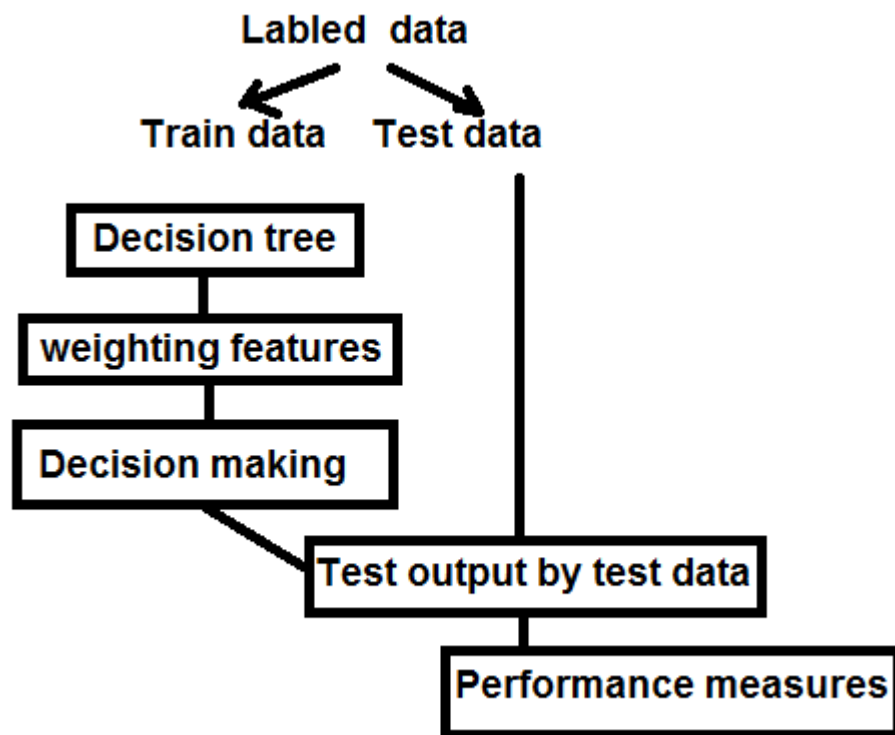 Labled data
Train data
Test data
Decision tree
weighting features
Decision making
Test output by test data
Performance measures